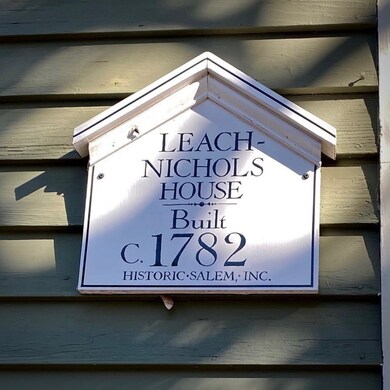 LEACH-
NICHOLS
HOUSE
Built
C. 1782
HISTORIC·SALEM, INC.